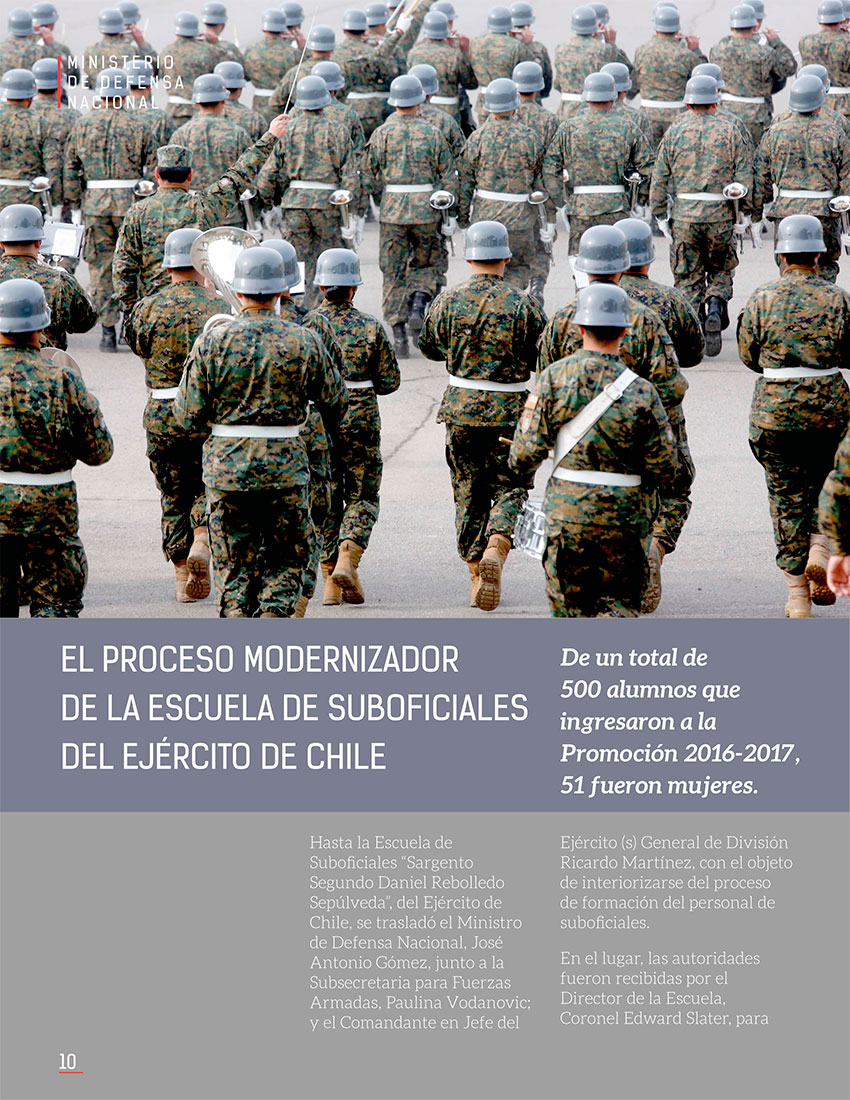 MINISTERIO
DE DEFENSA
NACIONAL
EL PROCESO MODERNIZADOR
DE LA ESCUELA DE SUBOFICIALES
DEL EJÉRCITO DE CHILE
De un total de
500 alumnos que
ingresaron a la
Promoción 2016-2017,
51 fueron mujeres.
Hasta la Escuela de
Suboficiales “Sargento
Segundo Daniel Rebolledo
Sepúlveda”, del Ejército de
Chile, se trasladó el Ministro
de Defensa Nacional, José
Antonio Gómez, junto a la
Subsecretaria para Fuerzas
Armadas, Paulina Vodanovic;
y el Comandante en Jefe del
Ejército (s) General de División
Ricardo Martínez, con el objeto
de interiorizarse del proceso
de formación del personal de
suboficiales.
En el lugar, las autoridades
fueron recibidas por el
Director de la Escuela,
Coronel Edward Slater, para
10